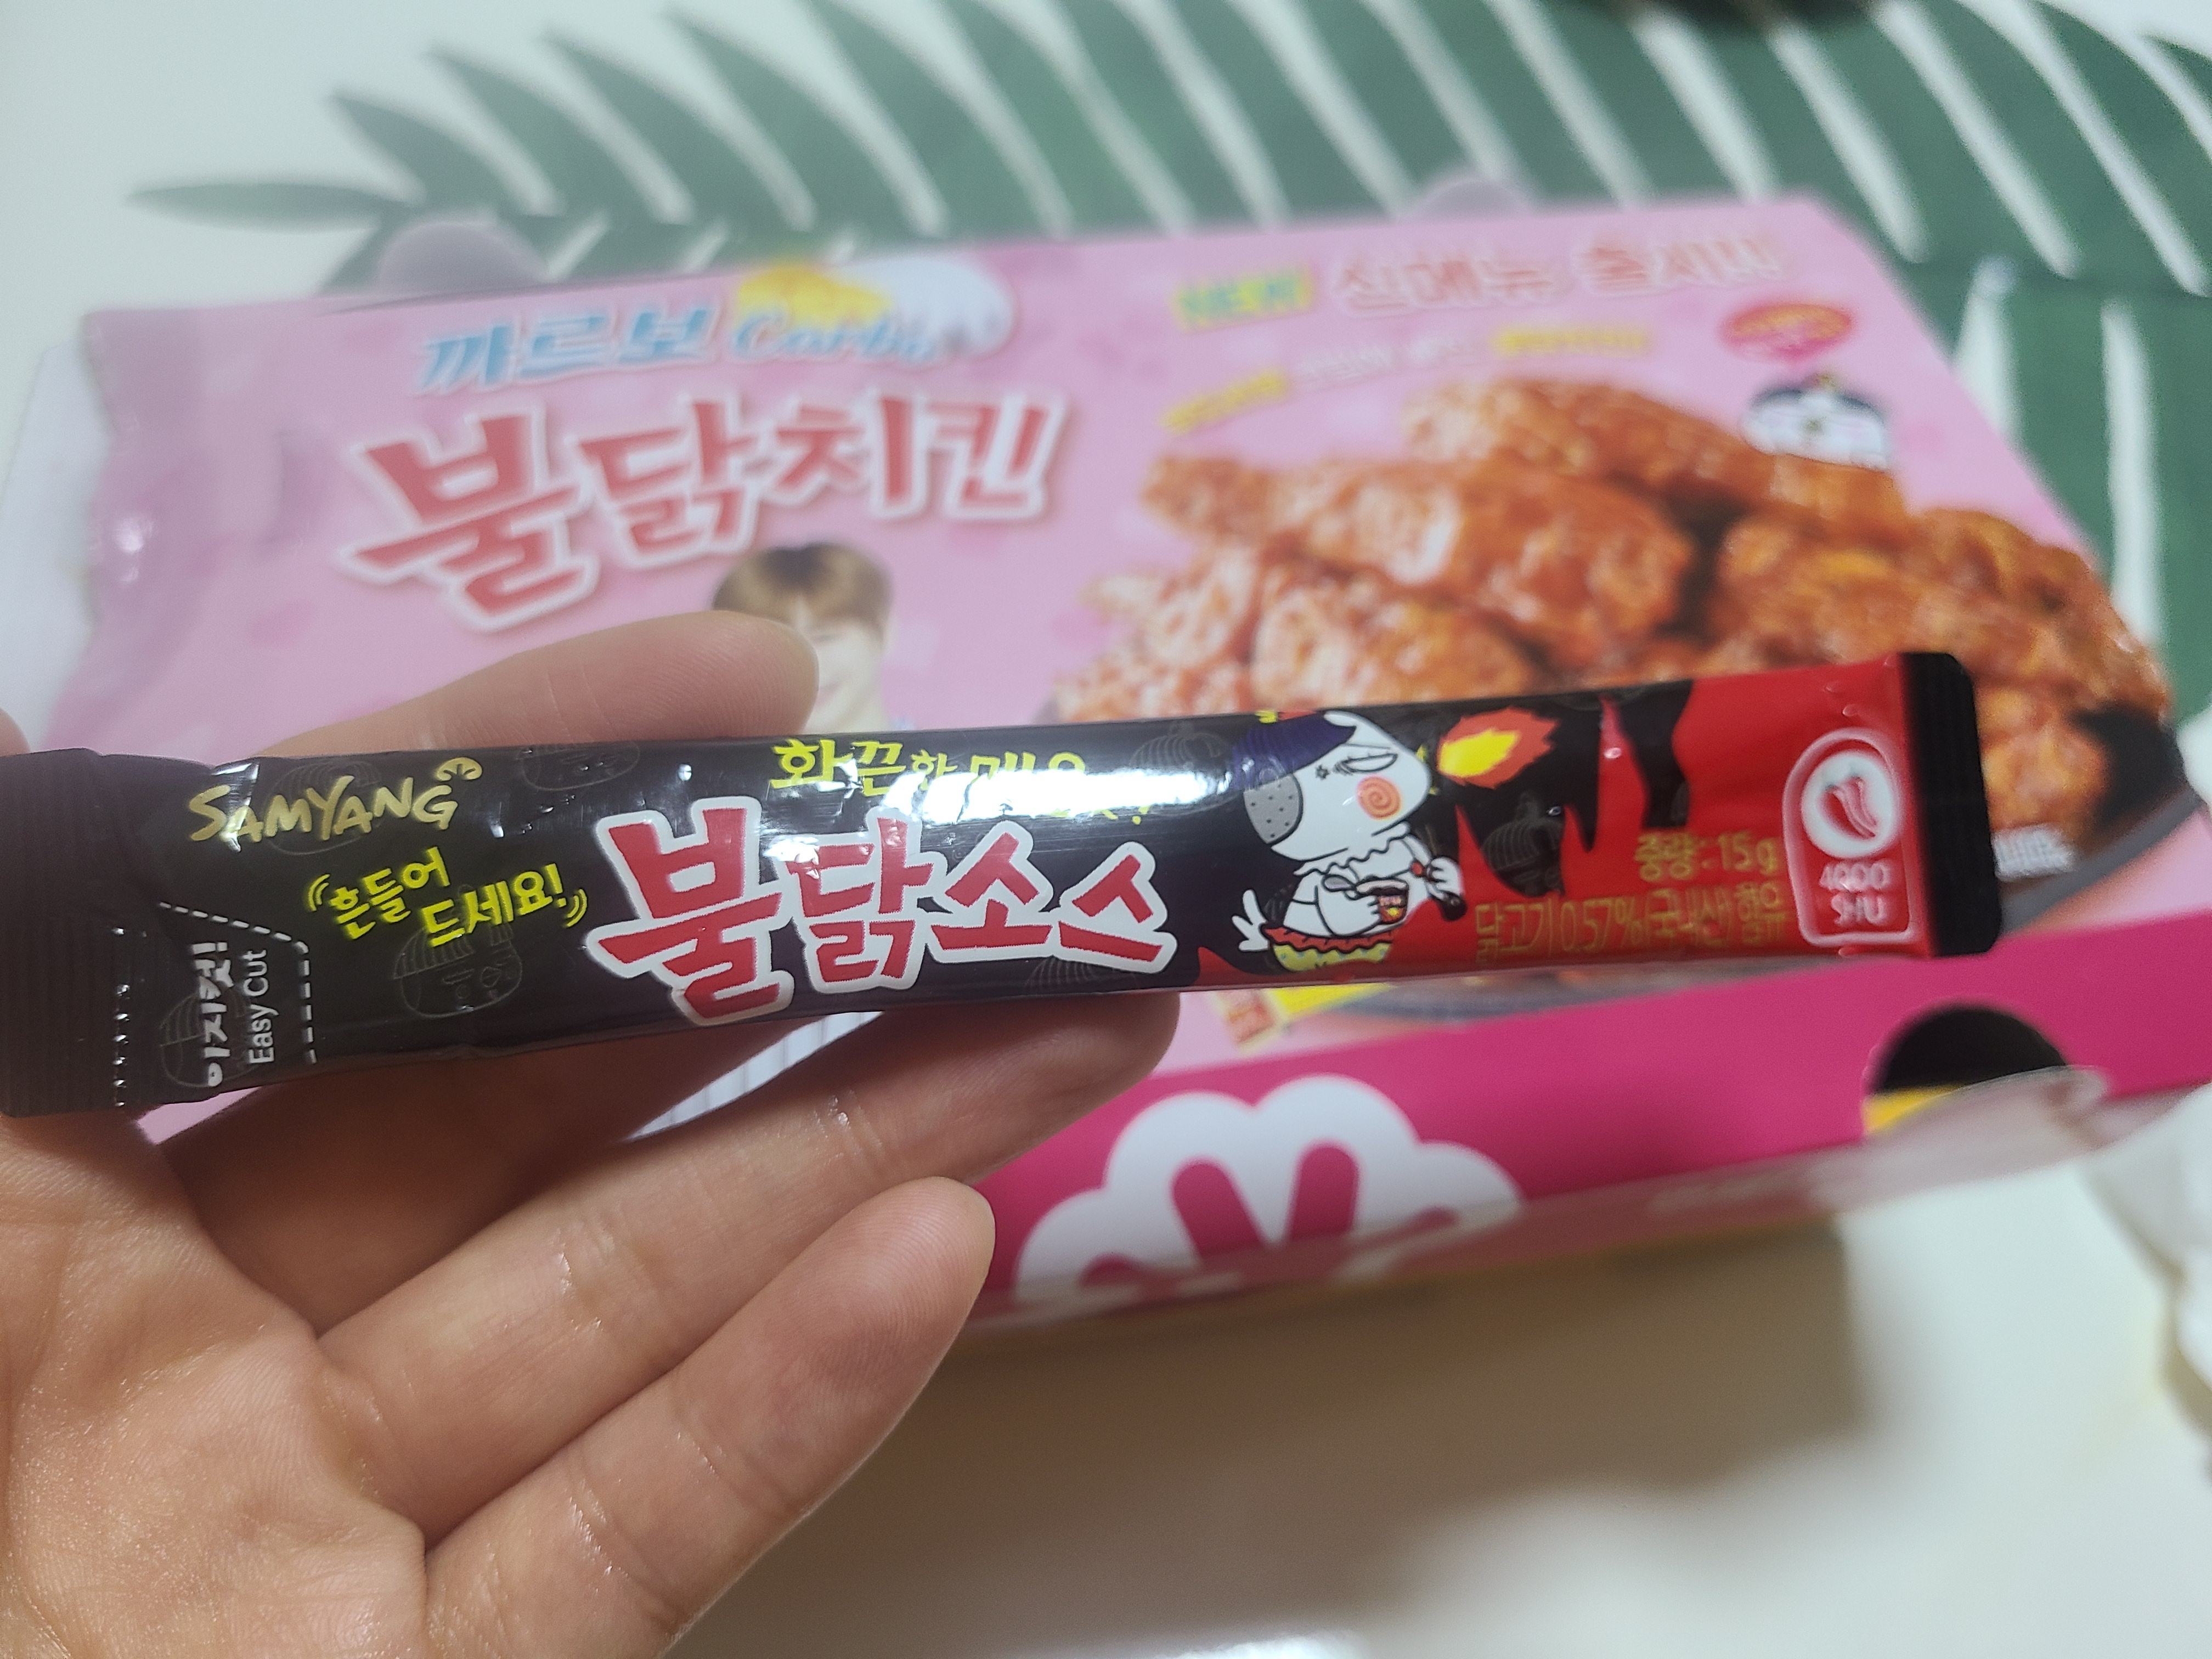 까르보 Carbo
불닭치킨
NEW 신메뉴 출시!!
SAMYANG
흔들어
드세요!
이지컷!
Easy Cut
화끈한
불닭소스
중량: 15g
닭고기 0.57%(국내산) 함유
4000
SHU